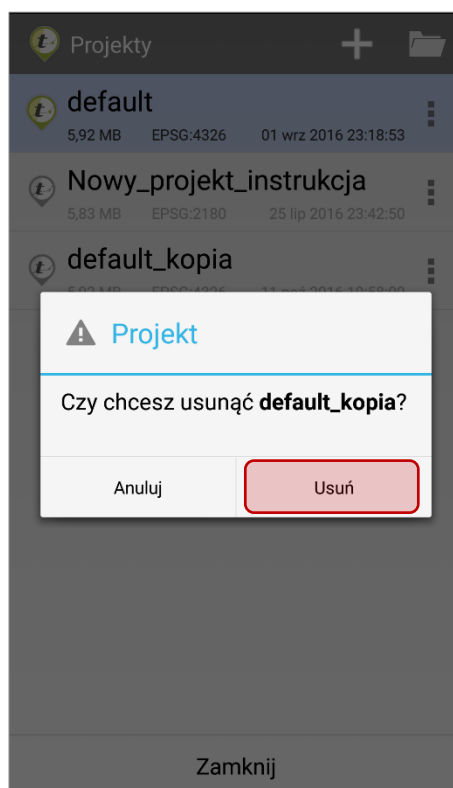 Projekty
default
5,92 MB EPSG:4326 01 wrz 2016 23:18:53
Nowy_projekt_instrukcja
5,83 MB EPSG:2180 25 lip 2016 23:42:50
default_kopia
Projekt
Czy chcesz usunąć default_kopia?
Anuluj Usuń
Zamknij